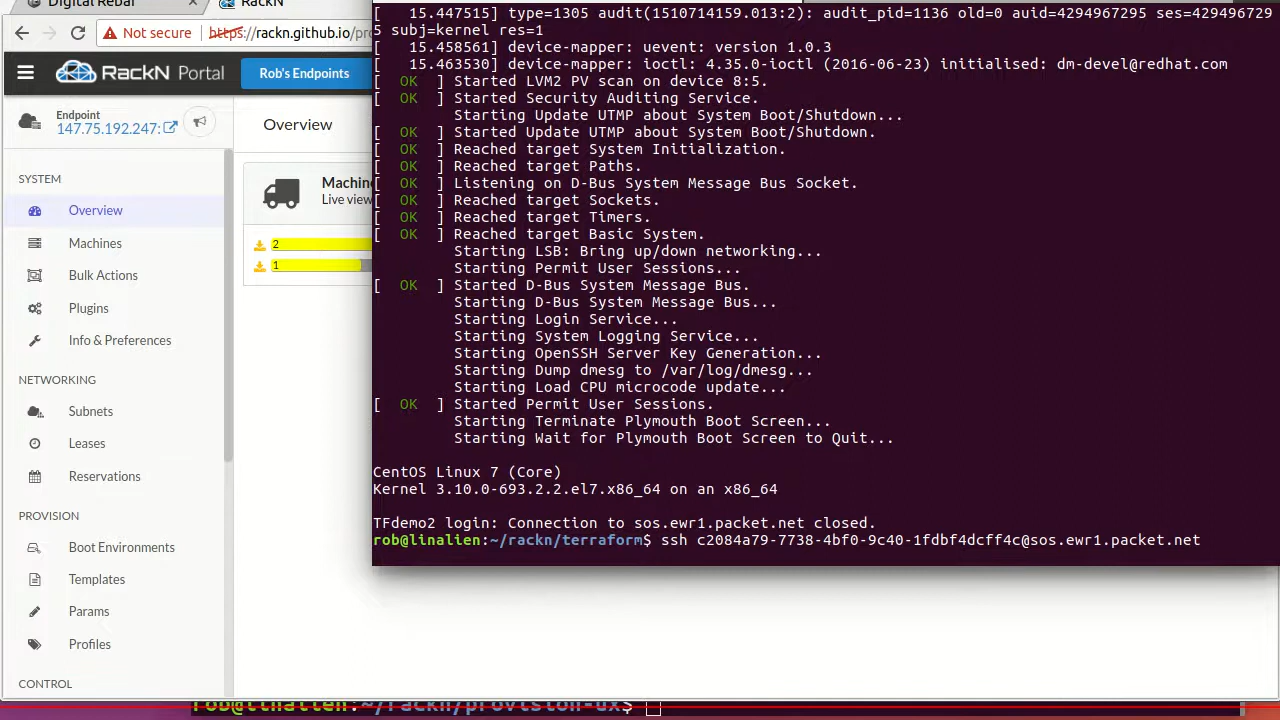 Digital Rebar
RackN
Not secure
https://rackn.github.io/pro
RackN Portal
Rob's Endpoints
Endpoint
147.75.192.247:
SYSTEM
Overview
Machines
Bulk Actions
Plugins
Info & Preferences
NETWORKING
Subnets
Leases
Reservations
PROVISION
Boot Environments
Templates
Params
Profiles
CONTROL
Overview
Machine
Live view
2
1
[   15.447515] type=1305 audit(1510714159.013:2): audit_pid=1136 old=0 auid=4294967295 ses=429496729
5 subj=kernel res=1
[   15.458561] device-mapper: uevent: version 1.0.3
[   15.463530] device-mapper: ioctl: 4.35.0-ioctl (2016-06-23) initialised: dm-devel@redhat.com
[  OK  ] Started LVM2 PV scan on device 8:5.
[  OK  ] Started Security Auditing Service.
Starting Update UTMP about System Boot/Shutdown...
[  OK  ] Started Update UTMP about System Boot/Shutdown.
[  OK  ] Reached target System Initialization.
[  OK  ] Reached target Paths.
[  OK  ] Listening on D-Bus System Message Bus Socket.
[  OK  ] Reached target Sockets.
[  OK  ] Reached target Timers.
[  OK  ] Reached target Basic System.
Starting LSB: Bring up/down networking...
Starting Permit User Sessions...
[  OK  ] Started D-Bus System Message Bus.
Starting D-Bus System Message Bus...
Starting Login Service...
Starting System Logging Service...
Starting OpenSSH Server Key Generation...
Starting Dump dmesg to /var/log/dmesg...
Starting Load CPU microcode update...
[  OK  ] Started Permit User Sessions.
Starting Terminate Plymouth Boot Screen...
Starting Wait for Plymouth Boot Screen to Quit...
CentOS Linux 7 (Core)
Kernel 3.10.0-693.2.2.el7.x86_64 on an x86_64
TFdemo2 login: Connection to sos.ewr1.packet.net closed.
rob@linalien:~/rackn/terraform$ ssh c2084a79-7738-4bf0-9c40-1fdbf4dcff4c@sos.ewr1.packet.net
rob@linalien:~/rackn/provision-ux$